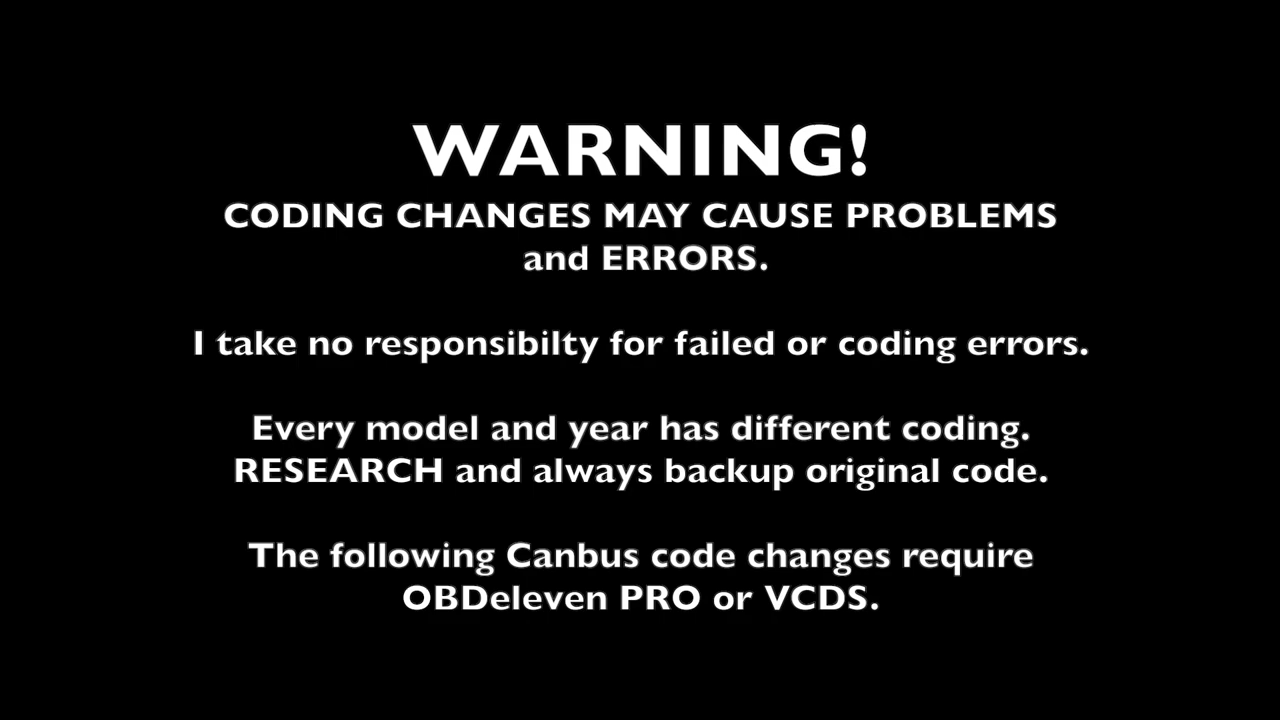 WARNING!
CODING CHANGES MAY CAUSE PROBLEMS
and ERRORS.
I take no responsibilty for failed or coding errors.
Every model and year has different coding.
RESEARCH and always backup original code.
The following Canbus code changes require
OBDeleven PRO or VCDS.